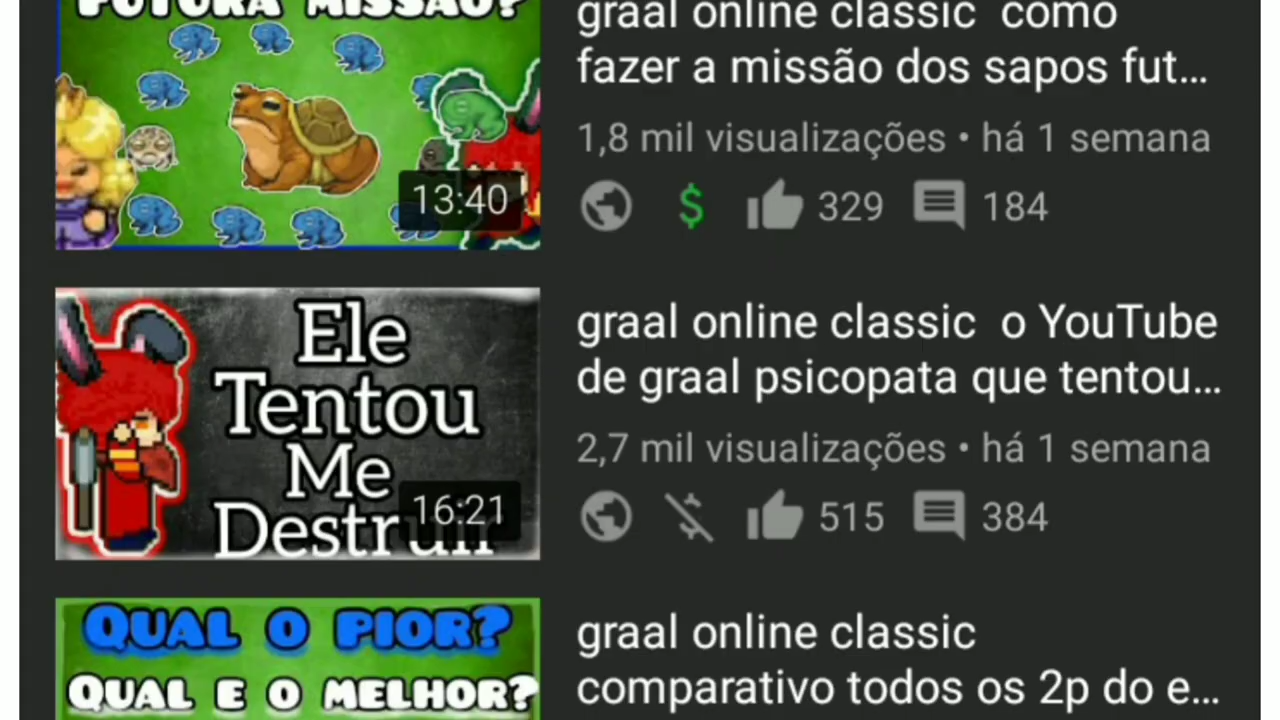 FUTURA MISSÃO?
13:40
graal online classic como
fazer a missão dos sapos fut...
1,8 mil visualizações • há 1 semana
$ 329 184
Ele
Tentou
Me
Destruir
16:21
graal online classic o YouTube
de graal psicopata que tentou...
2,7 mil visualizações • há 1 semana
515 384
QUAL O PIOR?
QUAL E O MELHOR?
graal online classic
comparativo todos os 2p do e...